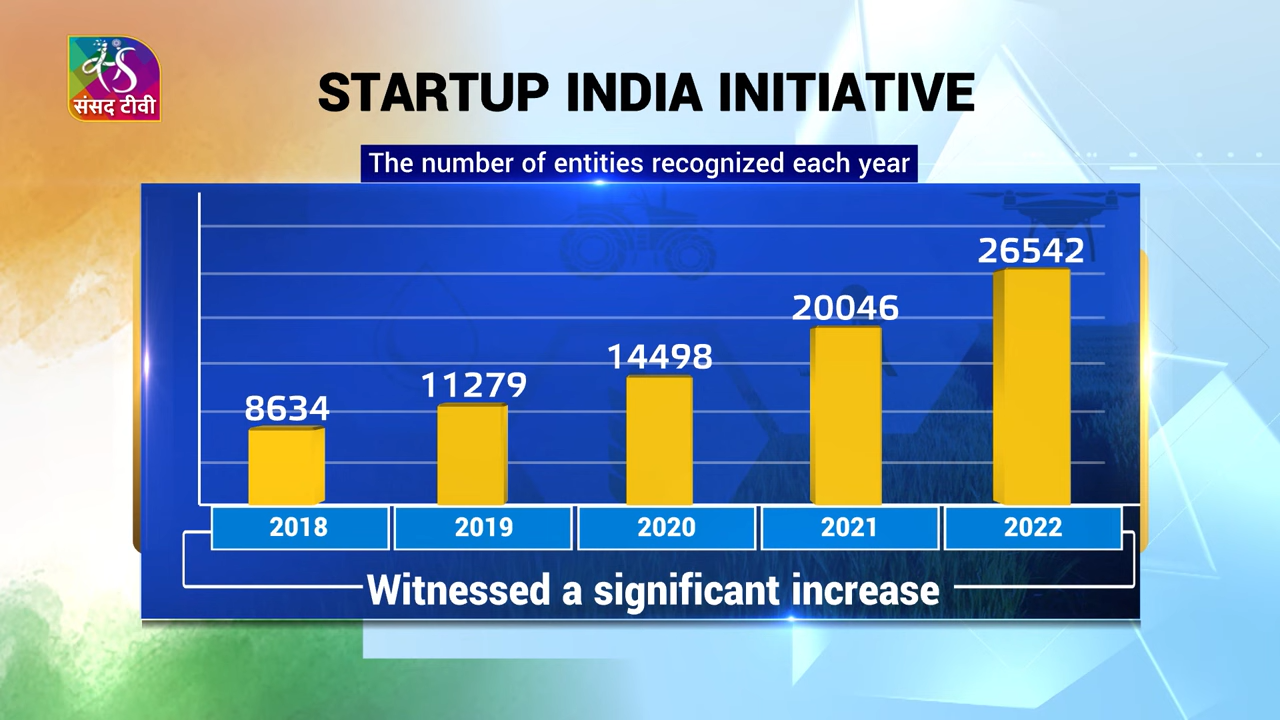 संसद टीवी
STARTUP INDIA INITIATIVE
The number of entities recognized each year
8634
11279
14498
20046
26542
2018
2019
2020
2021
2022
Witnessed a significant increase